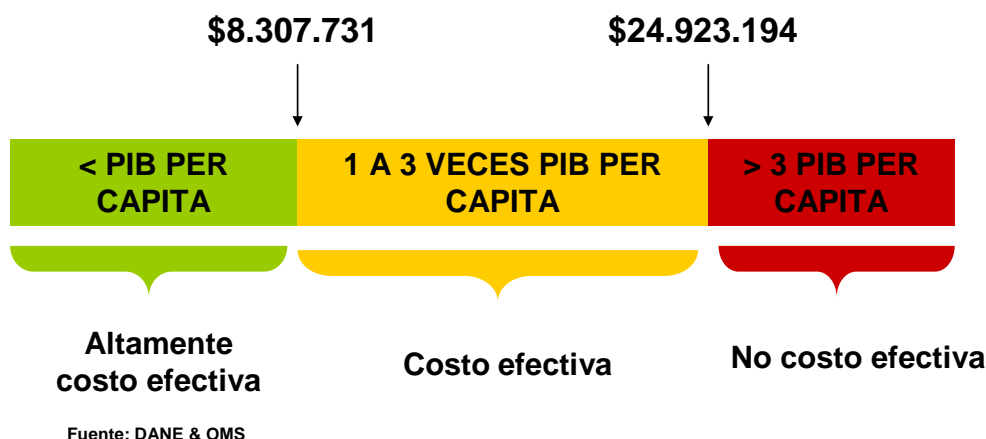 $8.307.731
$24.923.194
< PIB PER
CAPITA
1 A 3 VECES PIB PER
CAPITA
> 3 PIB PER
CAPITA
Altamente
costo efectiva
Costo efectiva
No costo efectiva
Fuente: DANE & OMS